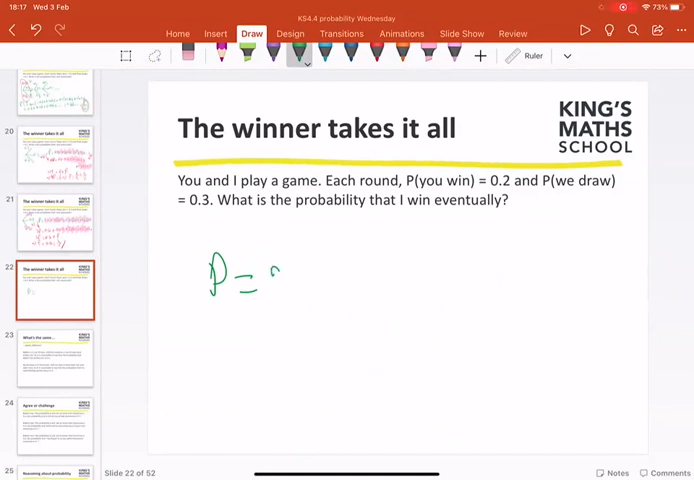 18:17 Wed 3 Feb
73%
KS4.4 probability Wednesday
Home Insert Draw Design Transitions Animations Slide Show Review
Ruler
20
The winner takes it all
21
The winner takes it all
22
The winner takes it all
23
What's the same...
24
Agree or challenge
25
Reasoning about probability
The winner takes it all
KING'S
MATHS
SCHOOL
You and I play a game. Each round, P(you win) = 0.2 and P(we draw)
= 0.3. What is the probability that I win eventually?
P =
Slide 22 of 52
Notes Comments